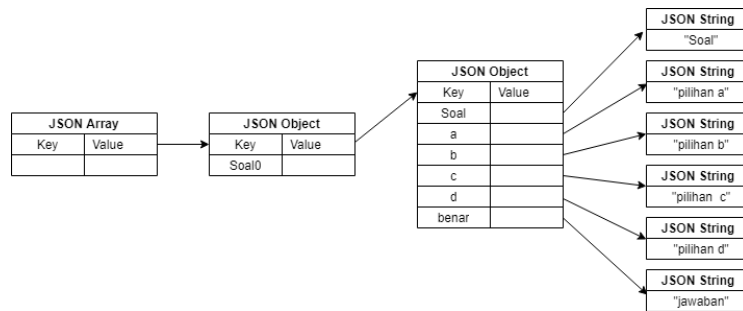 JSON Array
Key Value
JSON Object
Key Value
Soal0
JSON Object
Key Value
Soal
a
b
c
d
benar
JSON String
"Soal"
JSON String
"pilihan a"
JSON String
"pilihan b"
JSON String
"pilihan c"
JSON String
"pilihan d"
JSON String
"jawaban"